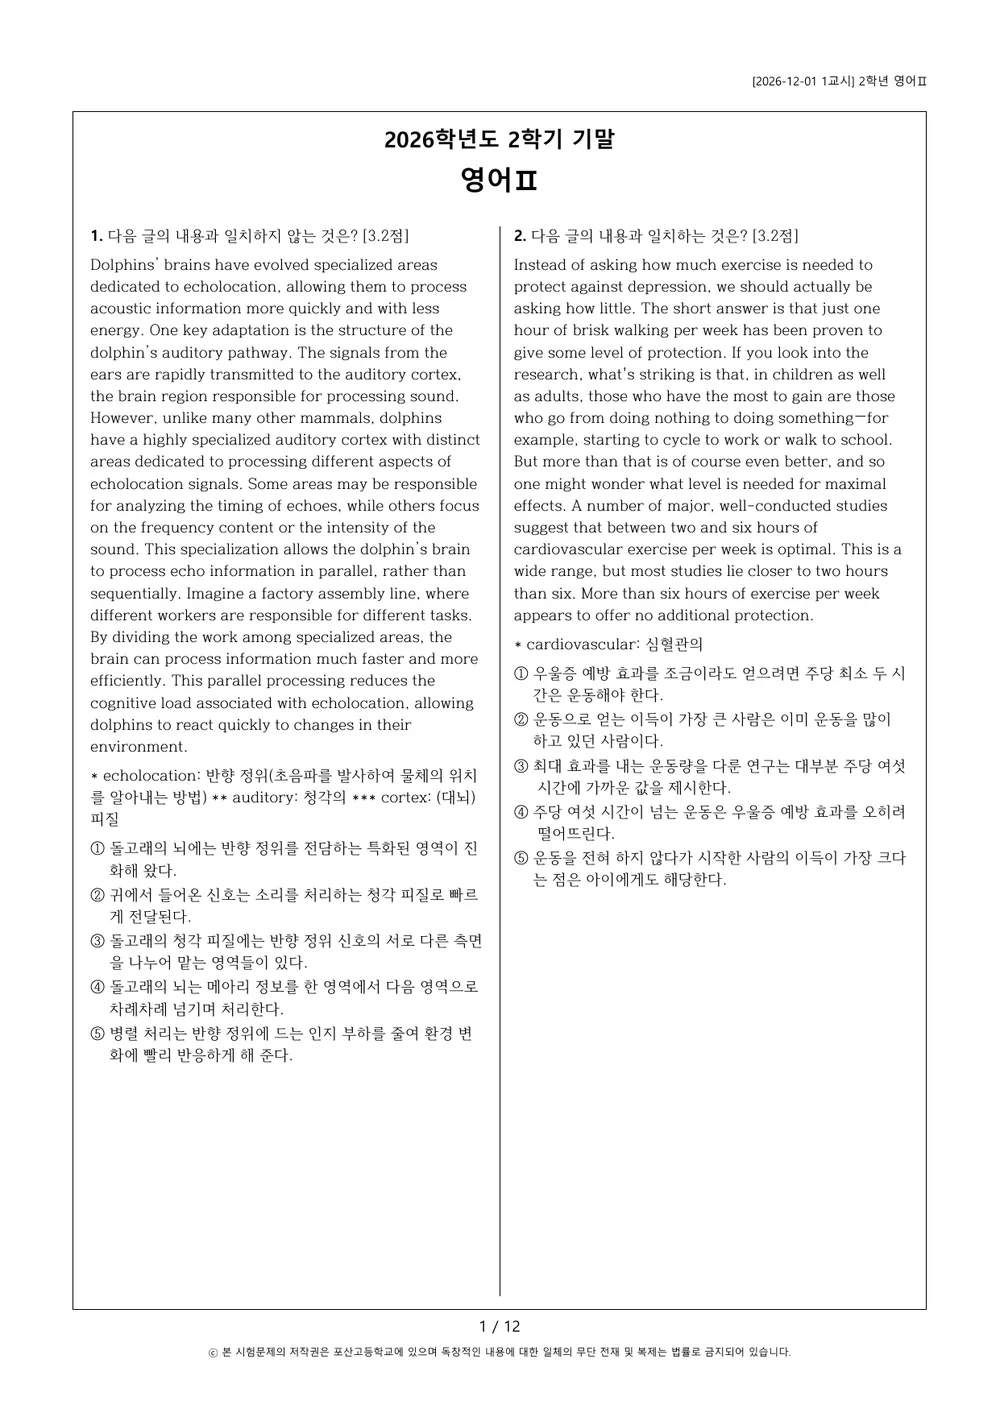 [2026-12-01 1교시] 2학년 영어Ⅱ
2026학년도 2학기 기말
영어Ⅱ
1. 다음 글의 내용과 일치하지 않는 것은? [3.2점]
Dolphins’ brains have evolved specialized areas
dedicated to echolocation, allowing them to process
acoustic information more quickly and with less
energy. One key adaptation is the structure of the
dolphin’s auditory pathway. The signals from the
ears are rapidly transmitted to the auditory cortex,
the brain region responsible for processing sound.
However, unlike many other mammals, dolphins
have a highly specialized auditory cortex with distinct
areas dedicated to processing different aspects of
echolocation signals. Some areas may be responsible
for analyzing the timing of echoes, while others focus
on the frequency content or the intensity of the
sound. This specialization allows the dolphin’s brain
to process echo information in parallel, rather than
sequentially. Imagine a factory assembly line, where
different workers are responsible for different tasks.
By dividing the work among specialized areas, the
brain can process information much faster and more
efficiently. This parallel processing reduces the
cognitive load associated with echolocation, allowing
dolphins to react quickly to changes in their
environment.
* echolocation: 반향 정위(초음파를 발사하여 물체의 위치
를 알아내는 방법) ** auditory: 청각의 *** cortex: (대뇌)
피질
① 돌고래의 뇌에는 반향 정위를 전담하는 특화된 영역이 진
화해 왔다.
② 귀에서 들어온 신호는 소리를 처리하는 청각 피질로 빠르
게 전달된다.
③ 돌고래의 청각 피질에는 반향 정위 신호의 서로 다른 측면
을 나누어 맡는 영역들이 있다.
④ 돌고래의 뇌는 메아리 정보를 한 영역에서 다음 영역으로
차례차례 넘기며 처리한다.
⑤ 병렬 처리는 반향 정위에 드는 인지 부하를 줄여 환경 변
화에 빨리 반응하게 해 준다.
2. 다음 글의 내용과 일치하는 것은? [3.2점]
Instead of asking how much exercise is needed to
protect against depression, we should actually be
asking how little. The short answer is that just one
hour of brisk walking per week has been proven to
give some level of protection. If you look into the
research, what's striking is that, in children as well
as adults, those who have the most to gain are those
who go from doing nothing to doing something—for
example, starting to cycle to work or walk to school.
But more than that is of course even better, and so
one might wonder what level is needed for maximal
effects. A number of major, well-conducted studies
suggest that between two and six hours of
cardiovascular exercise per week is optimal. This is a
wide range, but most studies lie closer to two hours
than six. More than six hours of exercise per week
appears to offer no additional protection.
* cardiovascular: 심혈관의
① 우울증 예방 효과를 조금이라도 얻으려면 주당 최소 두 시
간은 운동해야 한다.
② 운동으로 얻는 이득이 가장 큰 사람은 이미 운동을 많이
하고 있던 사람이다.
③ 최대 효과를 내는 운동량을 다룬 연구는 대부분 주당 여섯
시간에 가까운 값을 제시한다.
④ 주당 여섯 시간이 넘는 운동은 우울증 예방 효과를 오히려
떨어뜨린다.
⑤ 운동을 전혀 하지 않다가 시작한 사람의 이득이 가장 크다
는 점은 아이에게도 해당한다.
1 / 12
ⓒ 본 시험문제의 저작권은 포산고등학교에 있으며 독창적인 내용에 대한 일체의 무단 전재 및 복제는 법률로 금지되어 있습니다.